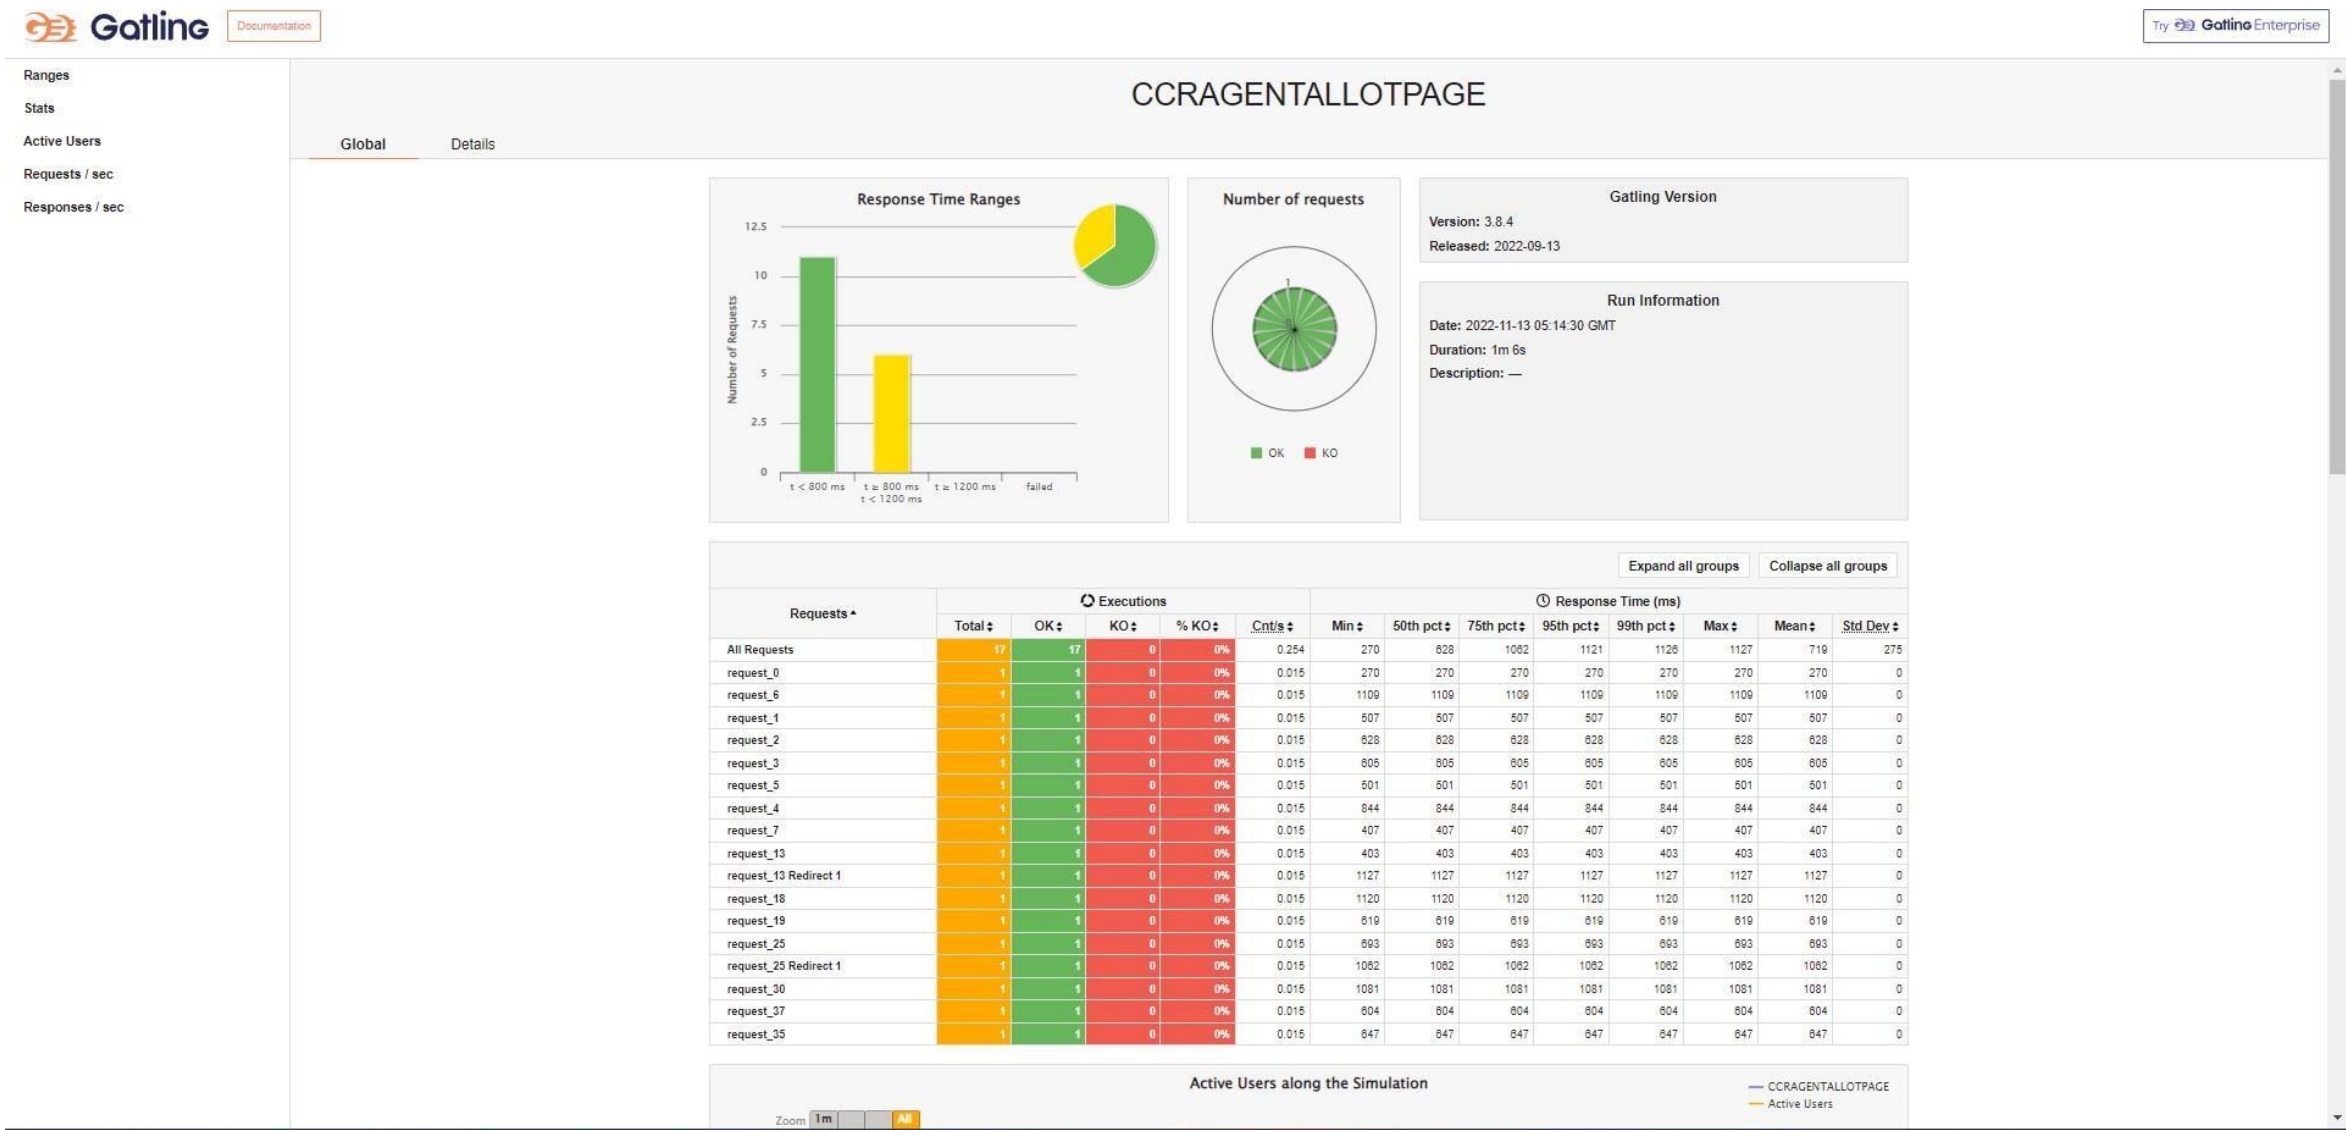 Gatling
Documentation
Try Gatling Enterprise
Ranges
Stats
Active Users
Requests / sec
Responses / sec
CCRAGENTALLOTPAGE
Global Details
Response Time Ranges
Number of Requests
12.5
10
7.5
5
2.5
0
t < 800 ms
t ≥ 800 ms
t < 1200 ms
t ≥ 1200 ms
failed
Number of requests
1
0
OK KO
Gatling Version
Version: 3.8.4
Released: 2022-09-13
Run Information
Date: 2022-11-13 05:14:30 GMT
Duration: 1m 6s
Description: —
Expand all groups Collapse all groups
Requests Executions Response Time (ms)
Total OK KO % KO Cnt/s Min 50th pct 75th pct 95th pct 99th pct Max Mean Std Dev
All Requests 17 17 0 0% 0.254 270 628 1062 1121 1126 1127 719 275
request_0 1 1 0 0% 0.015 270 270 270 270 270 270 270 0
request_6 1 1 0 0% 0.015 1109 1109 1109 1109 1109 1109 1109 0
request_1 1 1 0 0% 0.015 507 507 507 507 507 507 507 0
request_2 1 1 0 0% 0.015 628 628 628 628 628 628 628 0
request_3 1 1 0 0% 0.015 605 605 605 605 605 605 605 0
request_5 1 1 0 0% 0.015 501 501 501 501 501 501 501 0
request_4 1 1 0 0% 0.015 844 844 844 844 844 844 844 0
request_7 1 1 0 0% 0.015 407 407 407 407 407 407 407 0
request_13 1 1 0 0% 0.015 403 403 403 403 403 403 403 0
request_13 Redirect 1 1 1 0 0% 0.015 1127 1127 1127 1127 1127 1127 1127 0
request_18 1 1 0 0% 0.015 1120 1120 1120 1120 1120 1120 1120 0
request_19 1 1 0 0% 0.015 619 619 619 619 619 619 619 0
request_25 1 1 0 0% 0.015 693 693 693 693 693 693 693 0
request_25 Redirect 1 1 1 0 0% 0.015 1062 1062 1062 1062 1062 1062 1062 0
request_30 1 1 0 0% 0.015 1081 1081 1081 1081 1081 1081 1081 0
request_37 1 1 0 0% 0.015 604 604 604 604 604 604 604 0
request_35 1 1 0 0% 0.015 647 647 647 647 647 647 647 0
Active Users along the Simulation
CCRAGENTALLOTPAGE
Active Users
Zoom 1m All